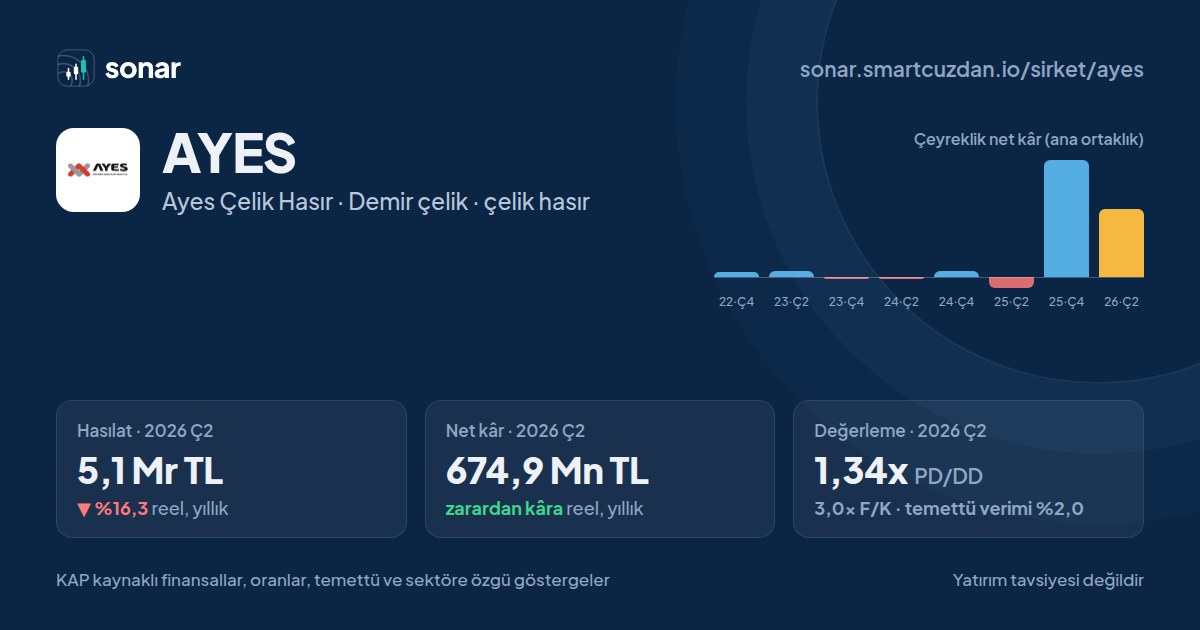 sonar
sonar.smartcuzdan.io/sirket/ayes
AYES
AYES
Ayes Çelik Hasır · Demir çelik · çelik hasır
Çeyreklik net kâr (ana ortaklık)
22·Ç4 23·Ç2 23·Ç4 24·Ç2 24·Ç4 25·Ç2 25·Ç4 26·Ç2
Hasılat · 2026 Ç2
5,1 Mr TL
▼ %16,3 reel, yıllık
Net kâr · 2026 Ç2
674,9 Mn TL
zarardan kâra reel, yıllık
Değerleme · 2026 Ç2
1,34x PD/DD
3,0× F/K · temettü verimi %2,0
KAP kaynaklı finansallar, oranlar, temettü ve sektöre özgü göstergeler
Yatırım tavsiyesi değildir